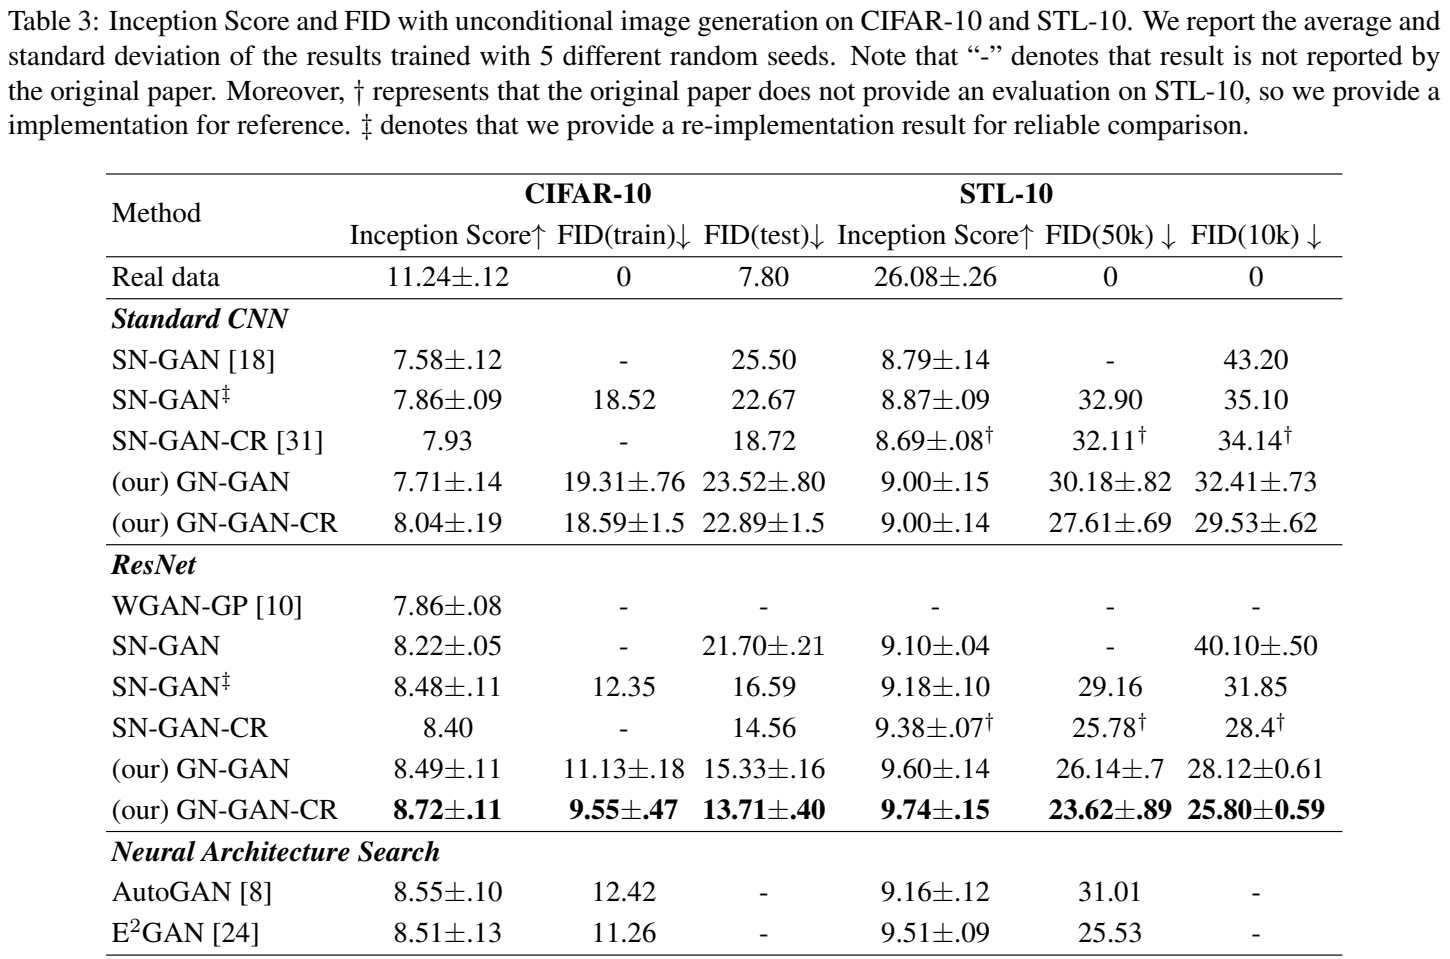 Table 3: Inception Score and FID with unconditional image generation on CIFAR-10 and STL-10. We report the average and
standard deviation of the results trained with 5 different random seeds. Note that “-” denotes that result is not reported by
the original paper. Moreover, † represents that the original paper does not provide an evaluation on STL-10, so we provide a
implementation for reference. ‡ denotes that we provide a re-implementation result for reliable comparison.
Method CIFAR-10 STL-10
Inception Score↑ FID(train)↓ FID(test)↓ Inception Score↑ FID(50k) ↓ FID(10k) ↓
Real data 11.24±.12 0 7.80 26.08±.26 0 0
Standard CNN
SN-GAN [18] 7.58±.12 - 25.50 8.79±.14 - 43.20
SN-GAN‡ 7.86±.09 18.52 22.67 8.87±.09 32.90 35.10
SN-GAN-CR [31] 7.93 - 18.72 8.69±.08† 32.11† 34.14†
(our) GN-GAN 7.71±.14 19.31±.76 23.52±.80 9.00±.15 30.18±.82 32.41±.73
(our) GN-GAN-CR 8.04±.19 18.59±1.5 22.89±1.5 9.00±.14 27.61±.69 29.53±.62
ResNet
WGAN-GP [10] 7.86±.08 - - - - -
SN-GAN 8.22±.05 - 21.70±.21 9.10±.04 - 40.10±.50
SN-GAN‡ 8.48±.11 12.35 16.59 9.18±.10 29.16 31.85
SN-GAN-CR 8.40 - 14.56 9.38±.07† 25.78† 28.4†
(our) GN-GAN 8.49±.11 11.13±.18 15.33±.16 9.60±.14 26.14±.7 28.12±0.61
(our) GN-GAN-CR 8.72±.11 9.55±.47 13.71±.40 9.74±.15 23.62±.89 25.80±0.59
Neural Architecture Search
AutoGAN [8] 8.55±.10 12.42 - 9.16±.12 31.01 -
E²GAN [24] 8.51±.13 11.26 - 9.51±.09 25.53 -